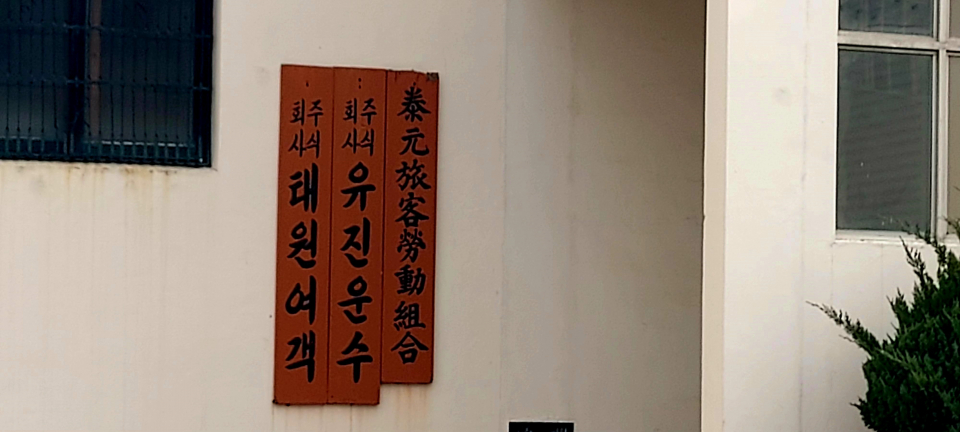 泰元旅客勞動組合
주식회사 유진운수
주식회사 태원여객